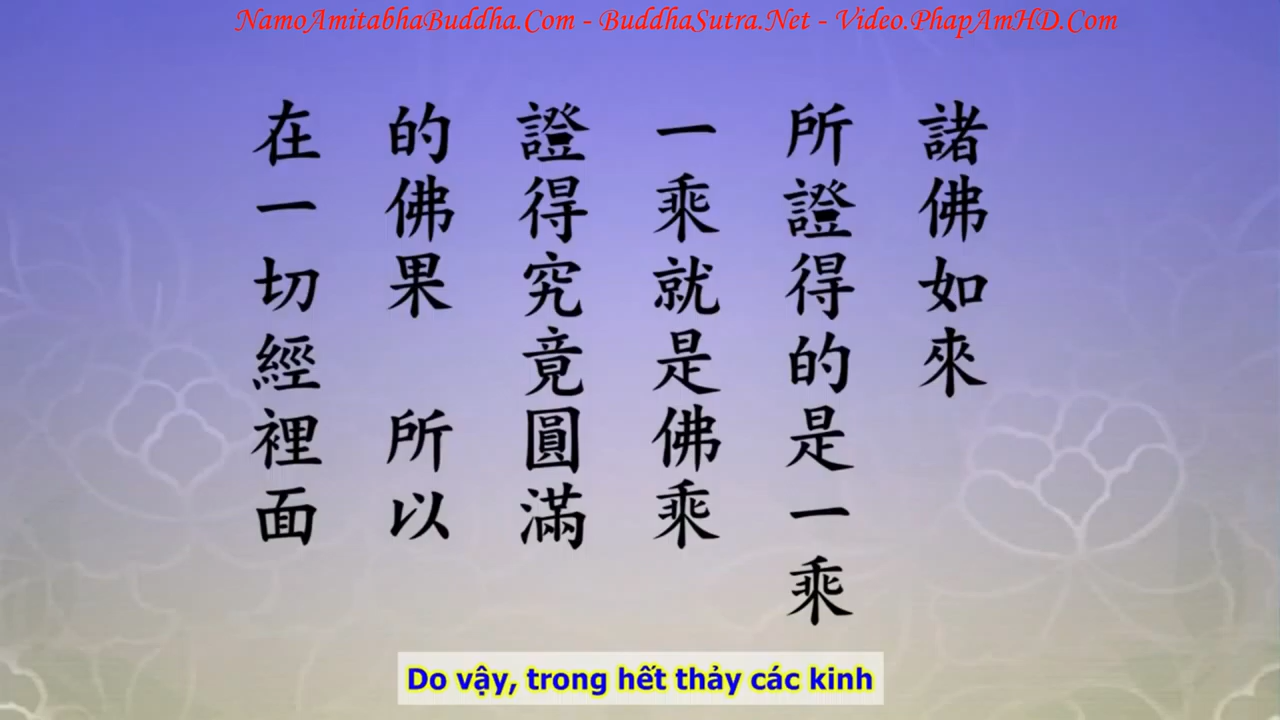 NamoAmitabhaBuddha.Com - BuddhaSutra.Net - Video.PhapAmHD.Com
諸佛如來
所證得的是一乘
一乘就是佛乘
證得究竟圓滿
的佛果　所以
在一切經裡面
Do vậy, trong hết thảy các kinh